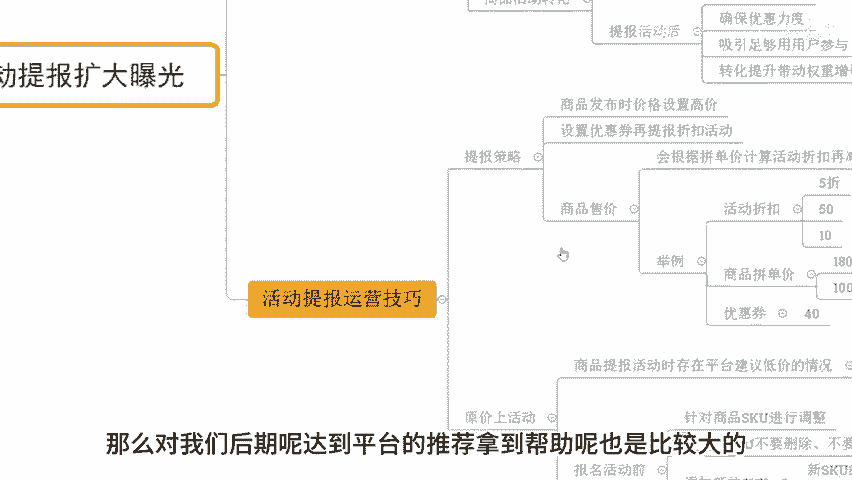 确保优惠力度
提报活动后
吸引足够用用户参与
转化提升带动权重增
动提报扩大曝光
商品发布时价格设置高价
设置优惠券再提报折扣活动
提报策略
会根据拼单价计算活动折扣再
5折
商品售价
活动折扣
50
10
举例
180
商品拼单价
100
活动提报运营技巧
优惠券
40
商品提报活动时存在平台建议低价的情况
原价上活动
针对商品SKU进行调整
那么对我们后期呢达到平台的推荐拿到帮助呢也是比较大的
U不要删除、不要
报名活动前
新SKU